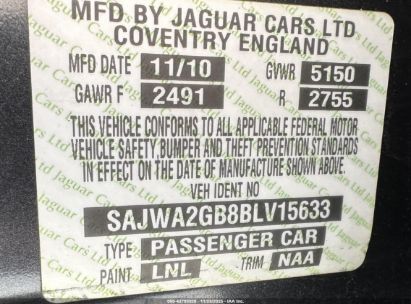 MFD BY JAGUAR CARS LTD
COVENTRY ENGLAND
MFD DATE 11/10 GVWR 5150
GAWR F 2491 R 2755
THIS VEHICLE CONFORMS TO ALL APPLICABLE FEDERAL MOTOR
VEHICLE SAFETY, BUMPER AND THEFT PREVENTION STANDARDS
IN EFFECT ON THE DATE OF MANUFACTURE SHOWN ABOVE.
VEH IDENT NO
SAJWA2GB8BLV15633
TYPE PASSENGER CAR
PAINT LNL TRIM NAA